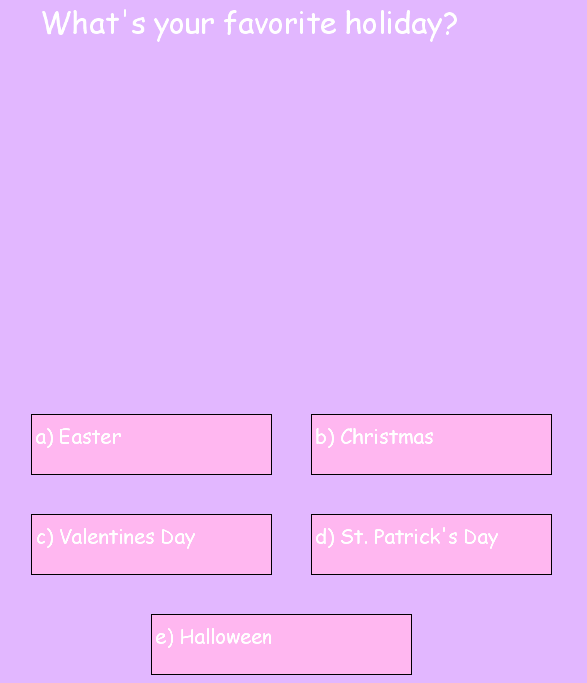 What's your favorite holiday?
a) Easter
b) Christmas
c) Valentines Day
d) St. Patrick's Day
e) Halloween